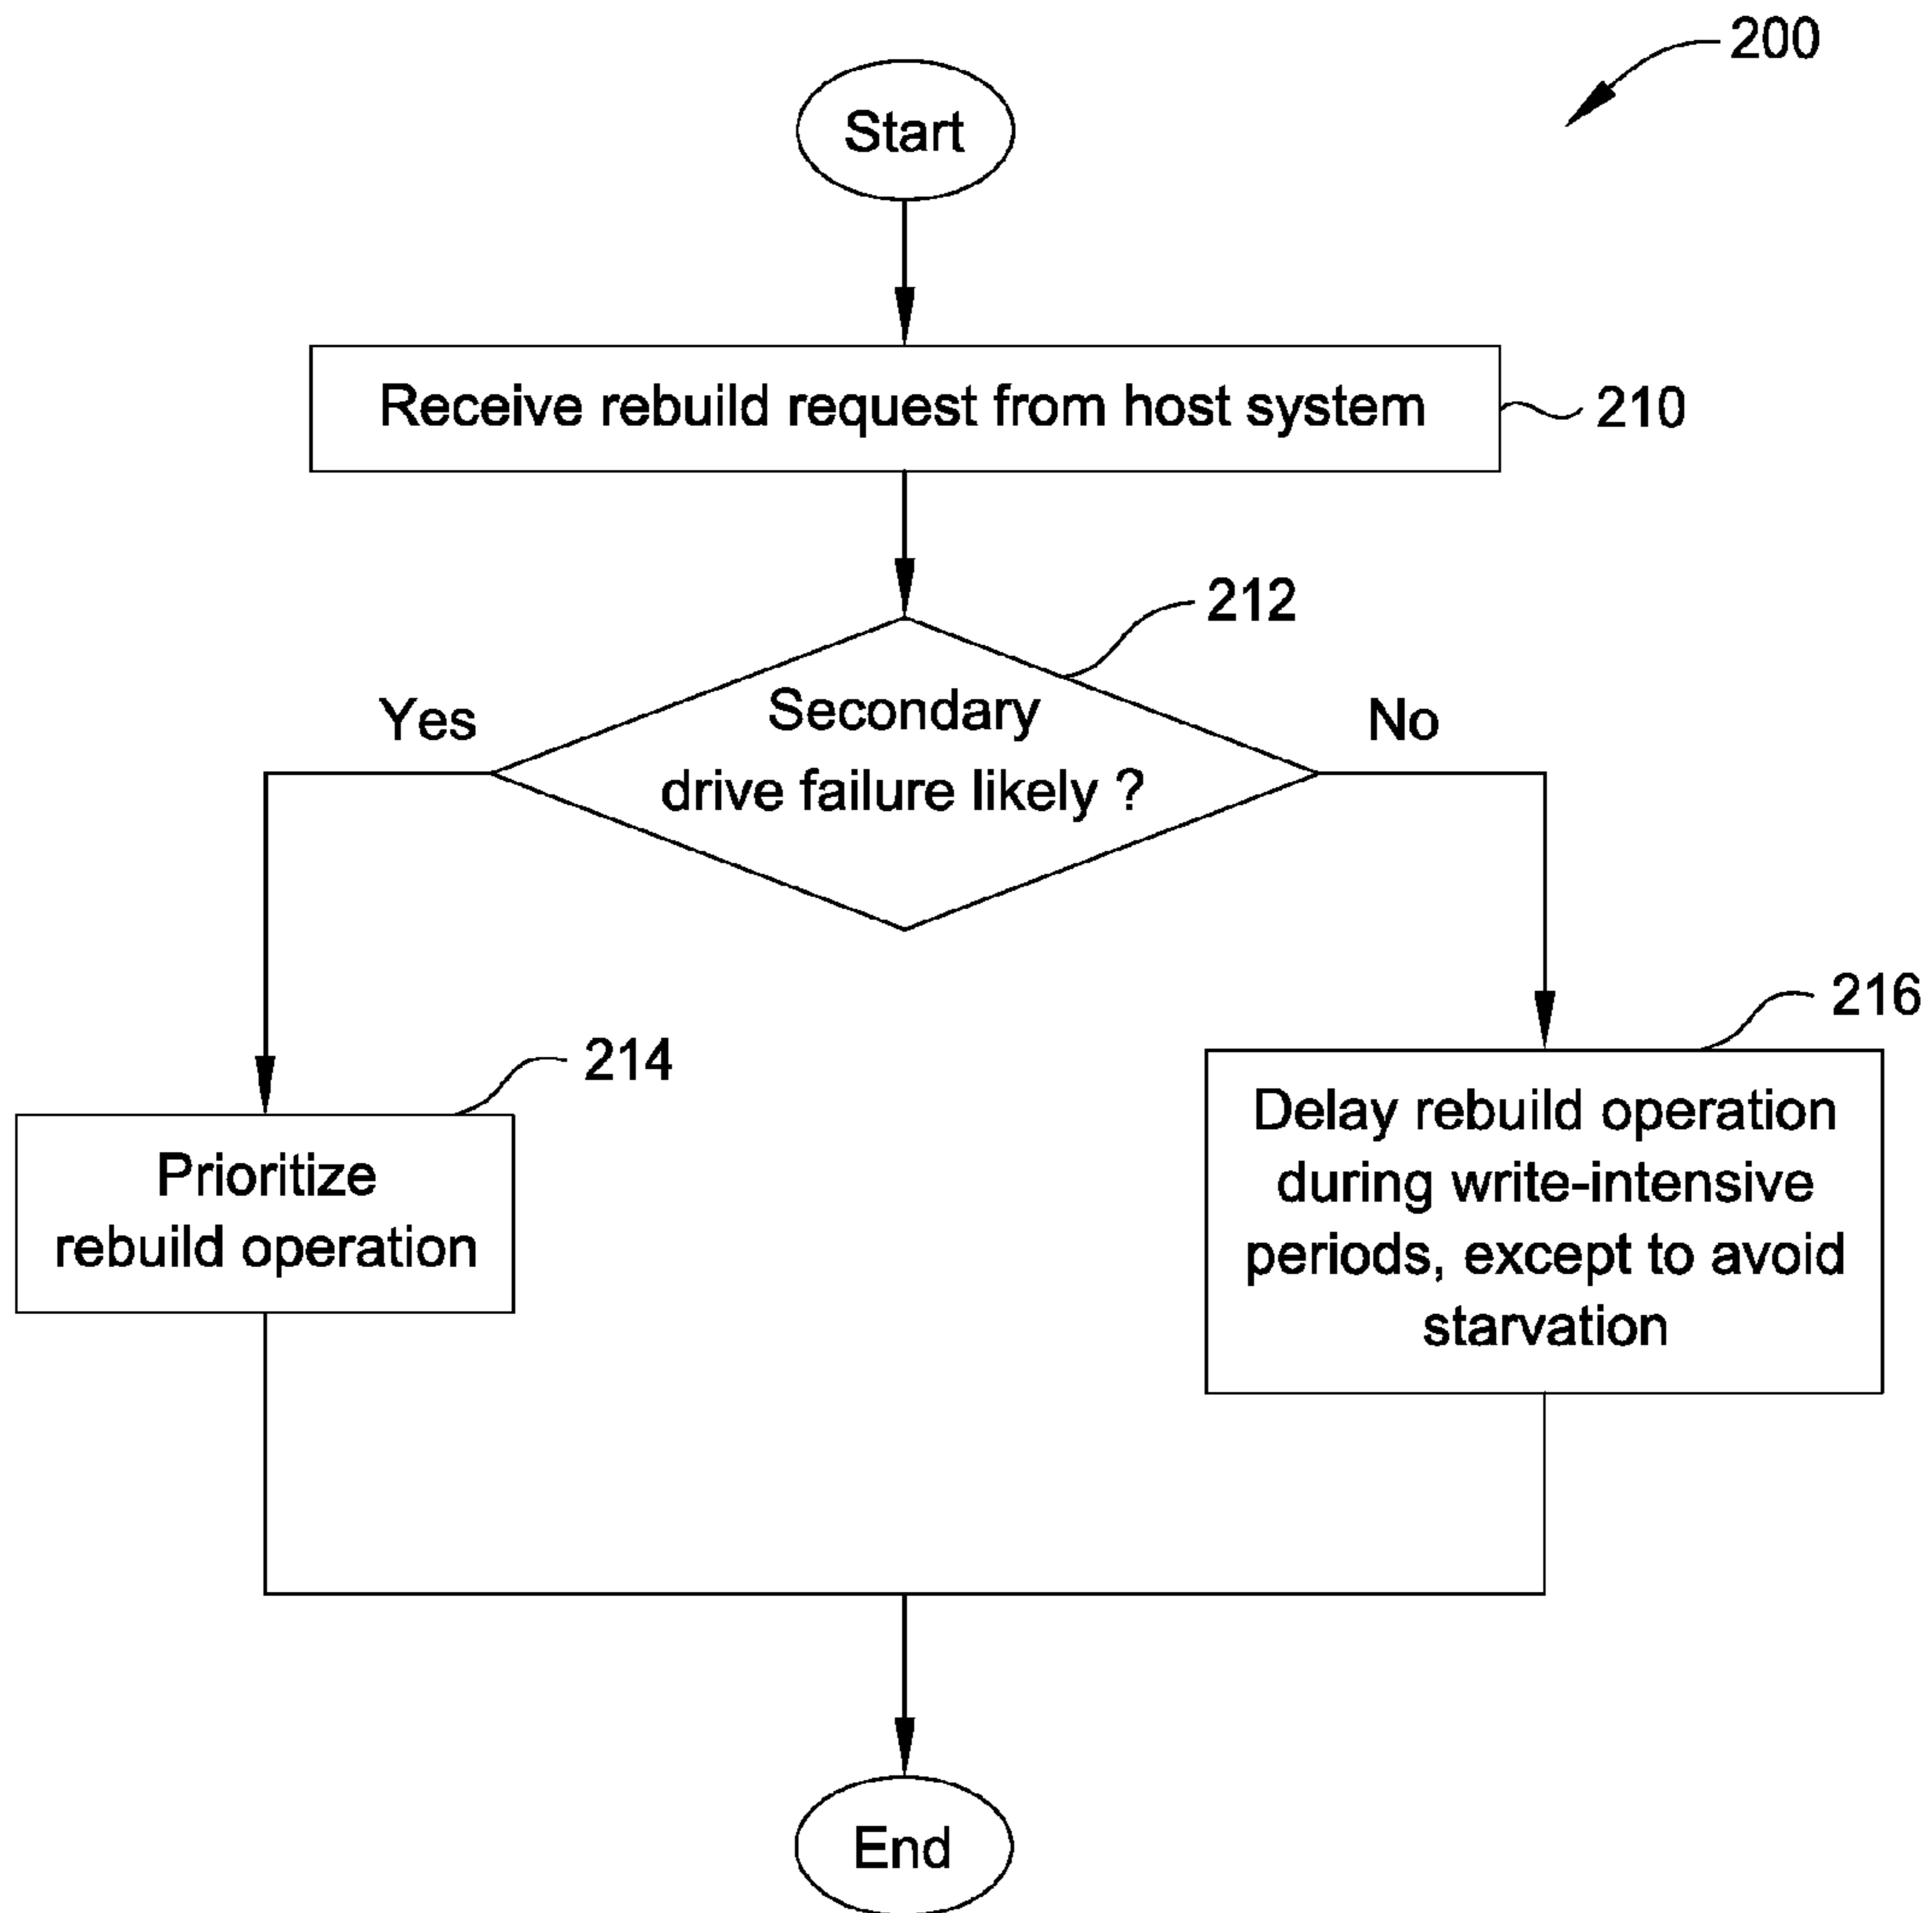 200
Start
Receive rebuild request from host system
210
212
Yes
Secondary
No
drive failure likely ?
216
214
Delay rebuild operation
during write-intensive
periods, except to avoid
starvation
Prioritize
rebuild operation
End